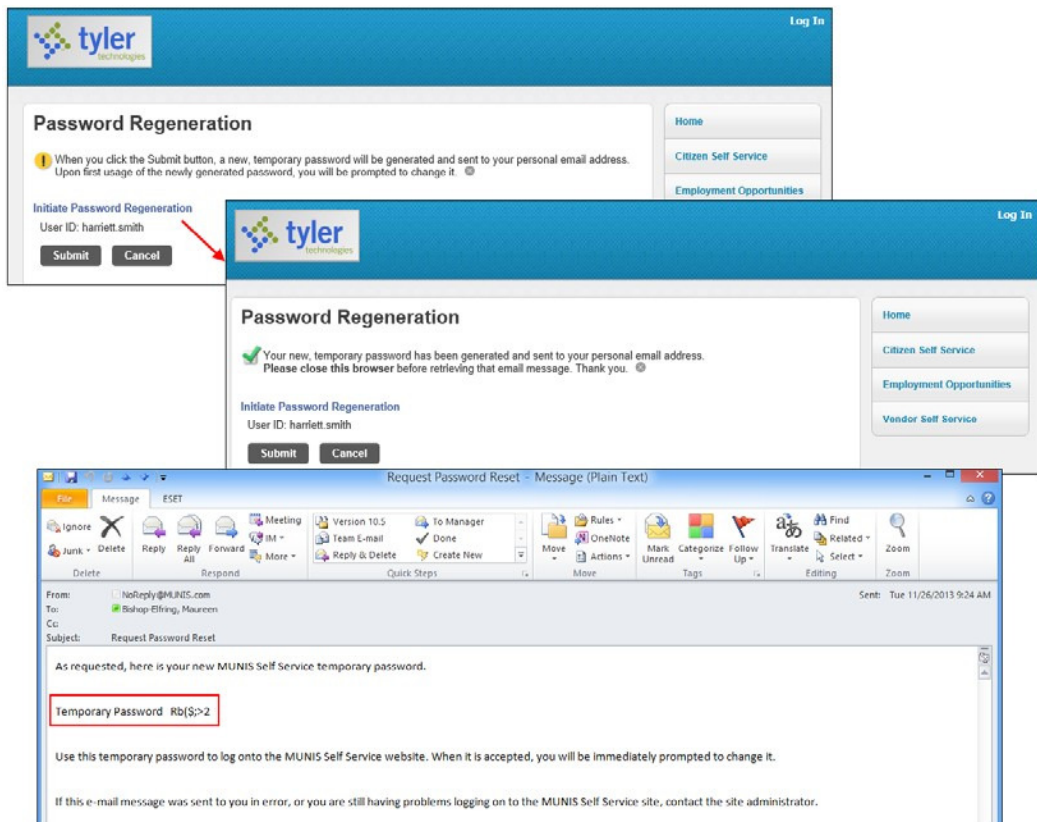 tyler
technologies
Log In
Password Regeneration
When you click the Submit button, a new, temporary password will be generated and sent to your personal email address.
Upon first usage of the newly generated password, you will be prompted to change it.
Initiate Password Regeneration
User ID: harriett.smith
Submit Cancel
Home
Citizen Self Service
Employment Opportunities
tyler
technologies
Log In
Password Regeneration
Your new, temporary password has been generated and sent to your personal email address.
Please close this browser before retrieving that email message. Thank you.
Initiate Password Regeneration
User ID: harriett.smith
Submit Cancel
Home
Citizen Self Service
Employment Opportunities
Vendor Self Service
Request Password Reset - Message (Plain Text)
File Message ESET
Ignore
Junk
Delete
Reply
Reply All
Forward
Meeting
IM
More
Version 10.5
Team E-mail
Reply & Delete
To Manager
Done
Create New
Move
Rules
OneNote
Actions
Mark Unread
Categorize
Follow Up
Translate
Find
Related
Select
Zoom
Delete Respond Quick Steps Move Tags Editing Zoom
From: NoReply@MUNIS.com
Sent: Tue 11/26/2013 9:24 AM
To: Bishop-Elfring, Maureen
Cc:
Subject: Request Password Reset
As requested, here is your new MUNIS Self Service temporary password.
Temporary Password Rb($;>2
Use this temporary password to log onto the MUNIS Self Service website. When it is accepted, you will be immediately prompted to change it.
If this e-mail message was sent to you in error, or you are still having problems logging on to the MUNIS Self Service site, contact the site administrator.